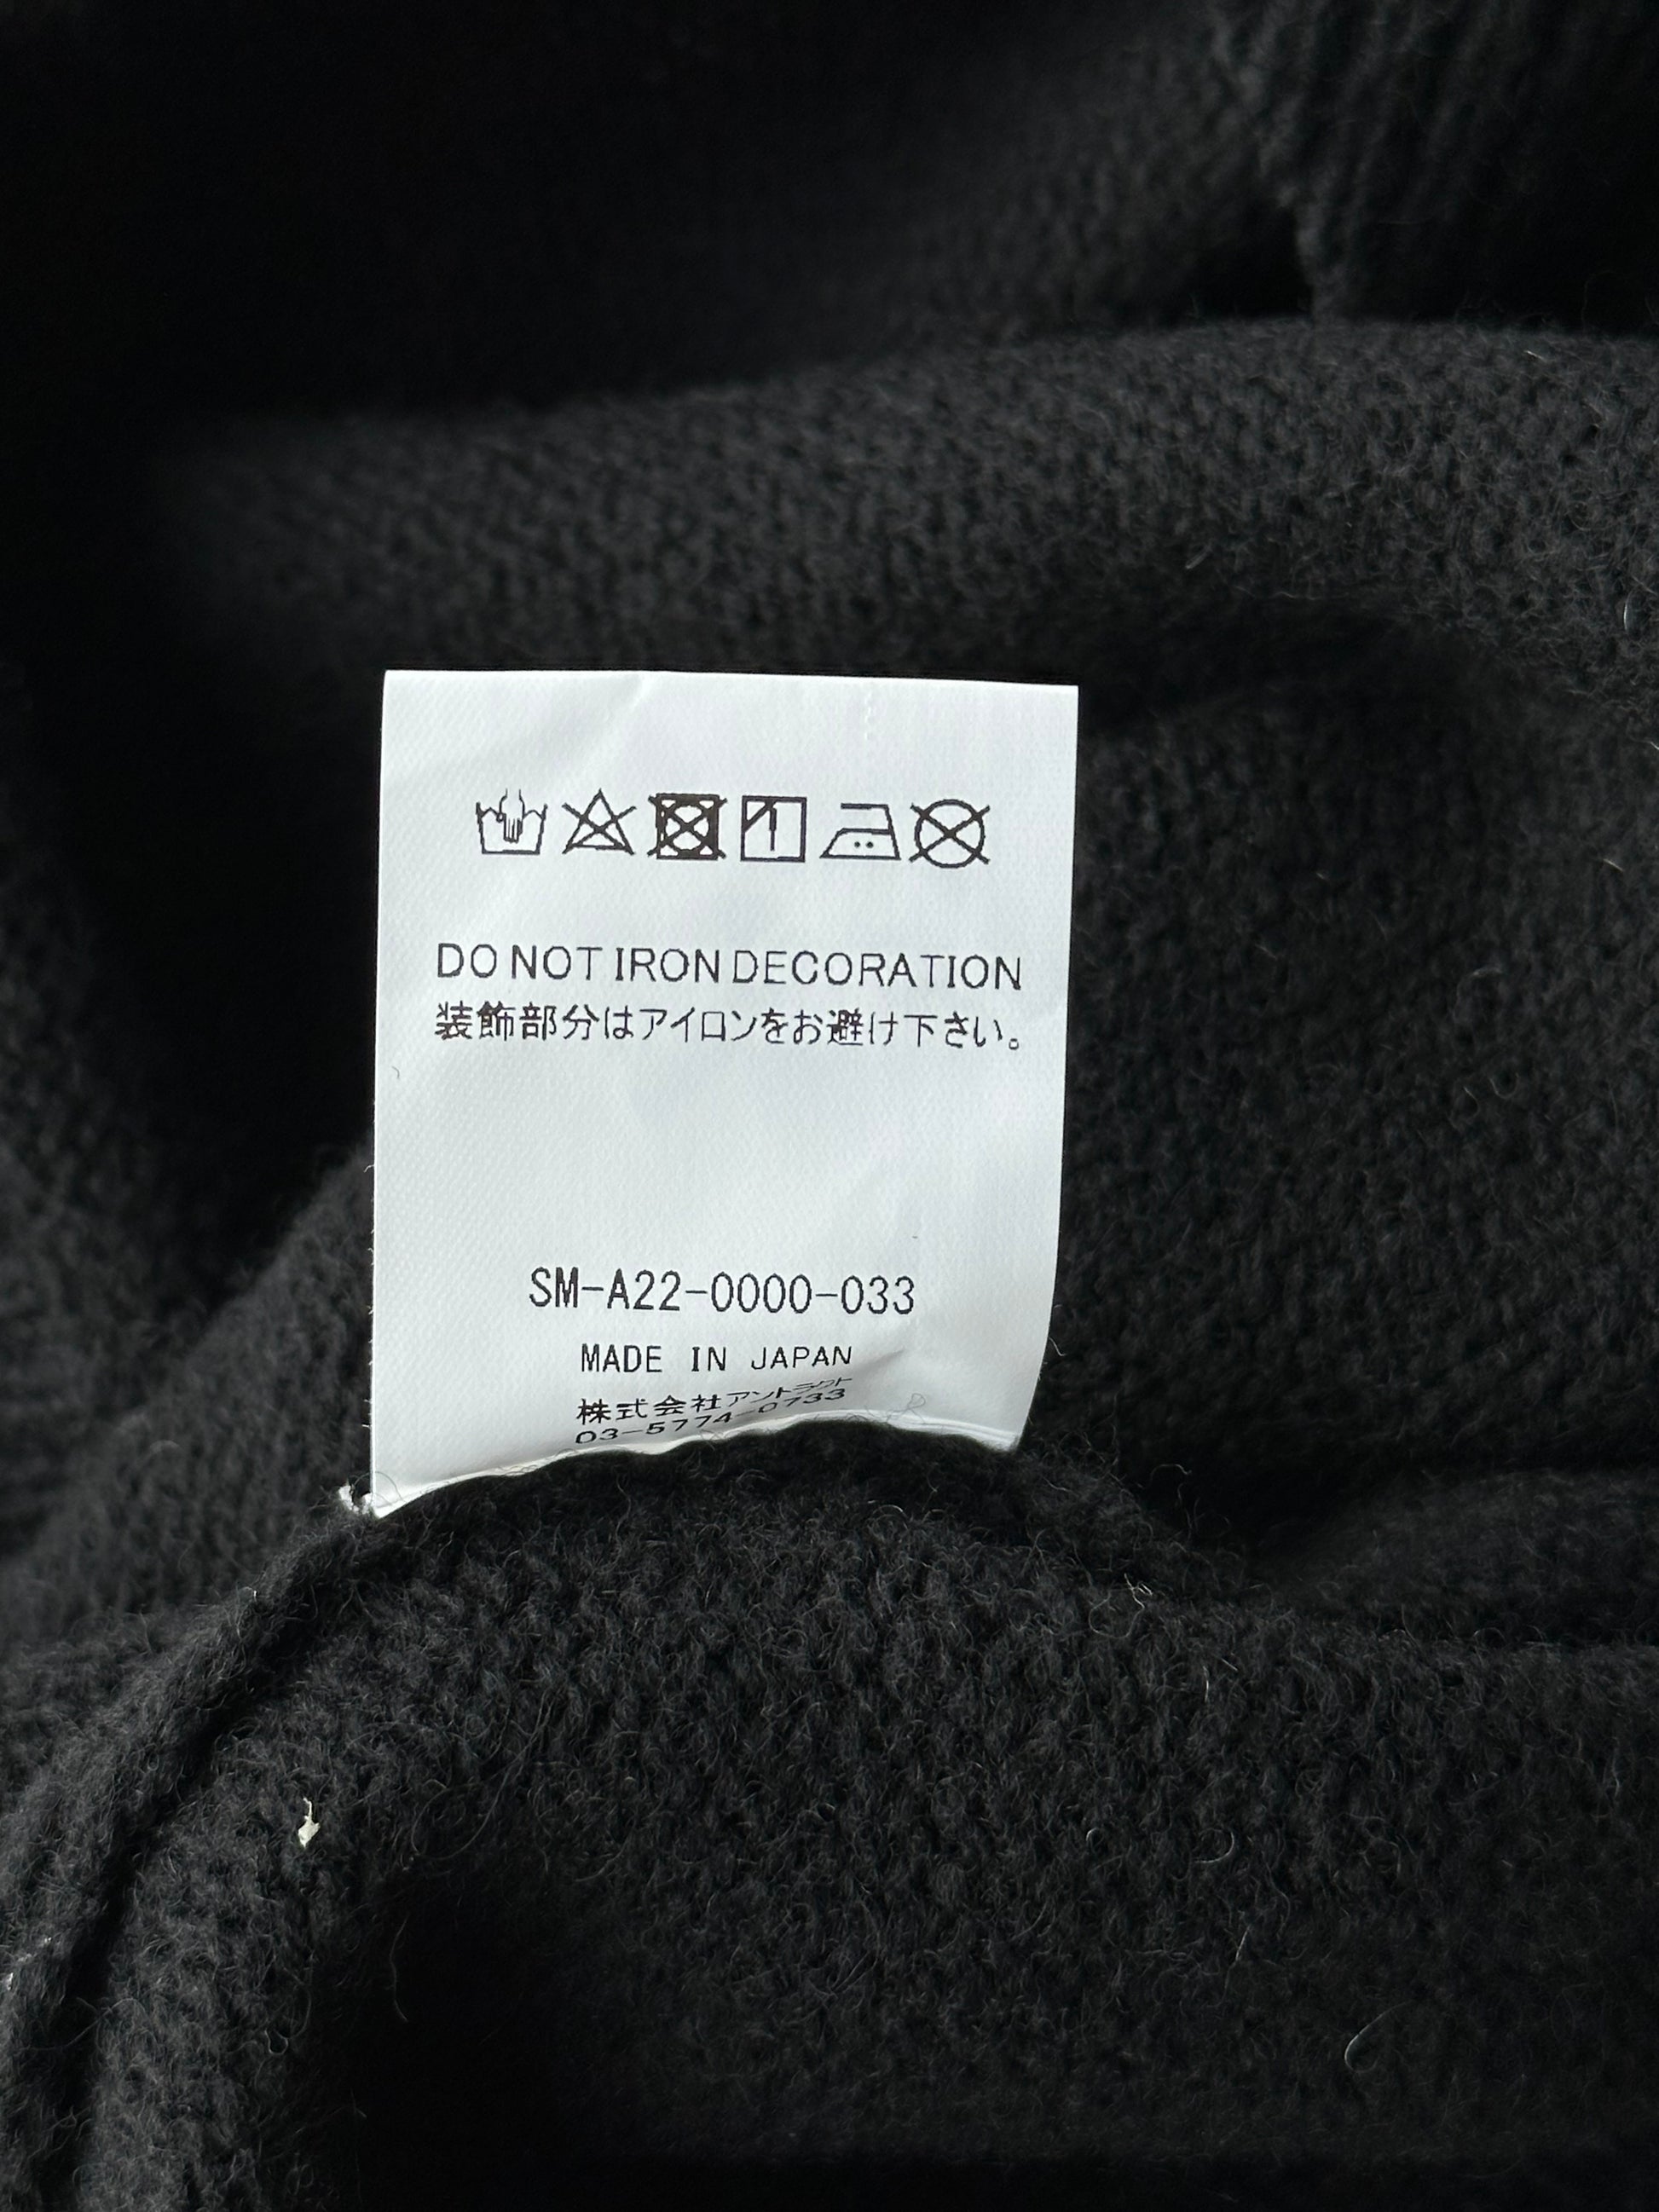 DO NOT IRON DECORATION
装飾部分はアイロンをお避け下さい。
SM-A22-0000-033
MADE IN JAPAN
株式会社アントラクト
03-5774-0733